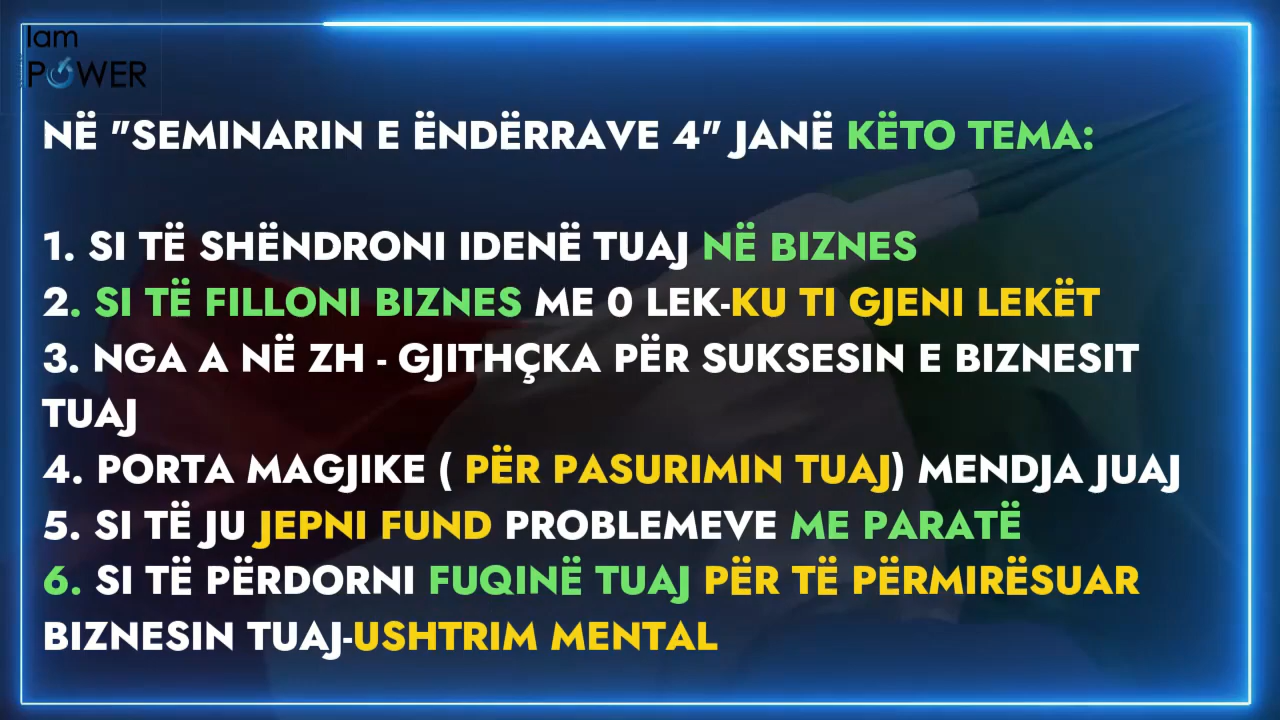 Iam
POWER
NË "SEMINARIN E ËNDËRRAVE 4" JANË KËTO TEMA:
1. SI TË SHËNDRONI IDENË TUAJ NË BIZNES
2. SI TË FILLONI BIZNES ME 0 LEK-KU TI GJENI LEKËT
3. NGA A NË ZH - GJITHÇKA PËR SUKSESIN E BIZNESIT
TUAJ
4. PORTA MAGJIKE ( PËR PASURIMIN TUAJ) MENDJA JUAJ
5. SI TË JU JEPNI FUND PROBLEMEVE ME PARATË
6. SI TË PËRDORNI FUQINË TUAJ PËR TË PËRMIRËSUAR
BIZNESIN TUAJ-USHTRIM MENTAL